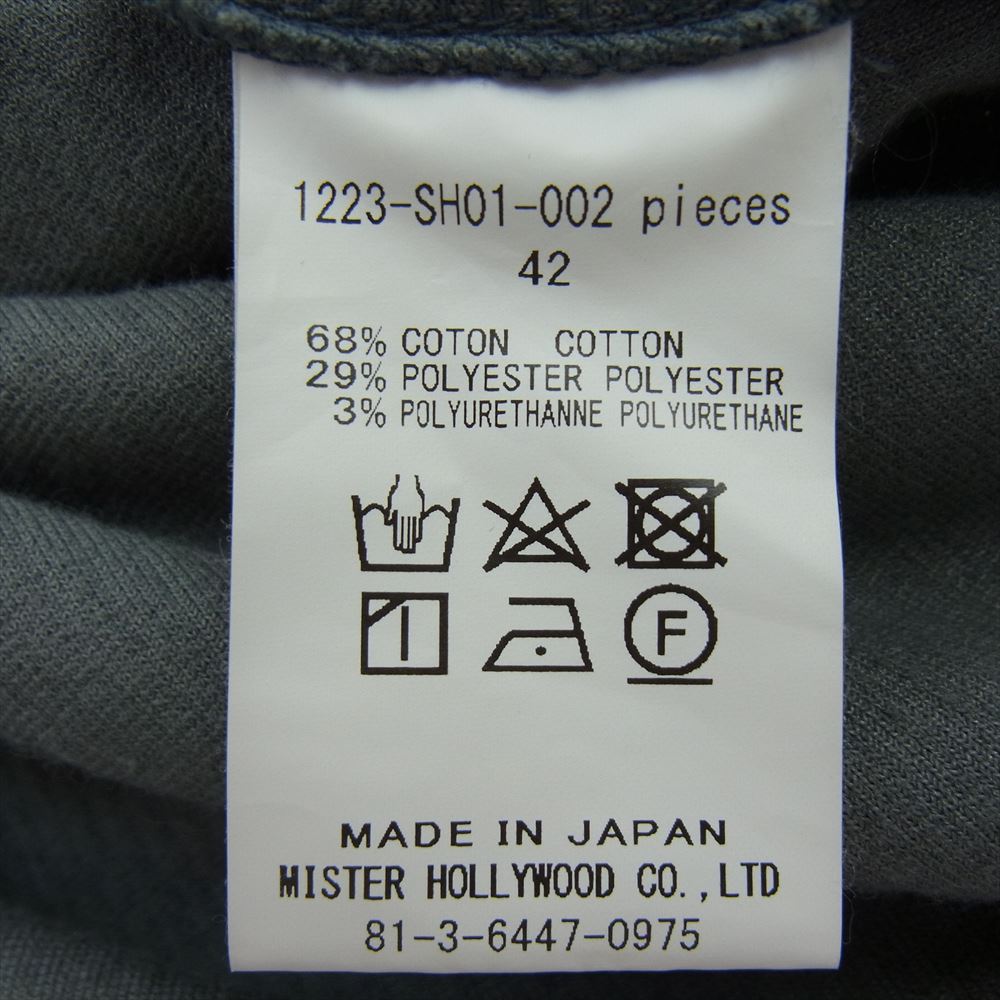 1223-SH01-002 pieces
42
68% COTON COTTON
29% POLYESTER POLYESTER
3% POLYURETHANNE POLYURETHANE
F
MADE IN JAPAN
MISTER HOLLYWOOD CO.,LTD
81-3-6447-0975